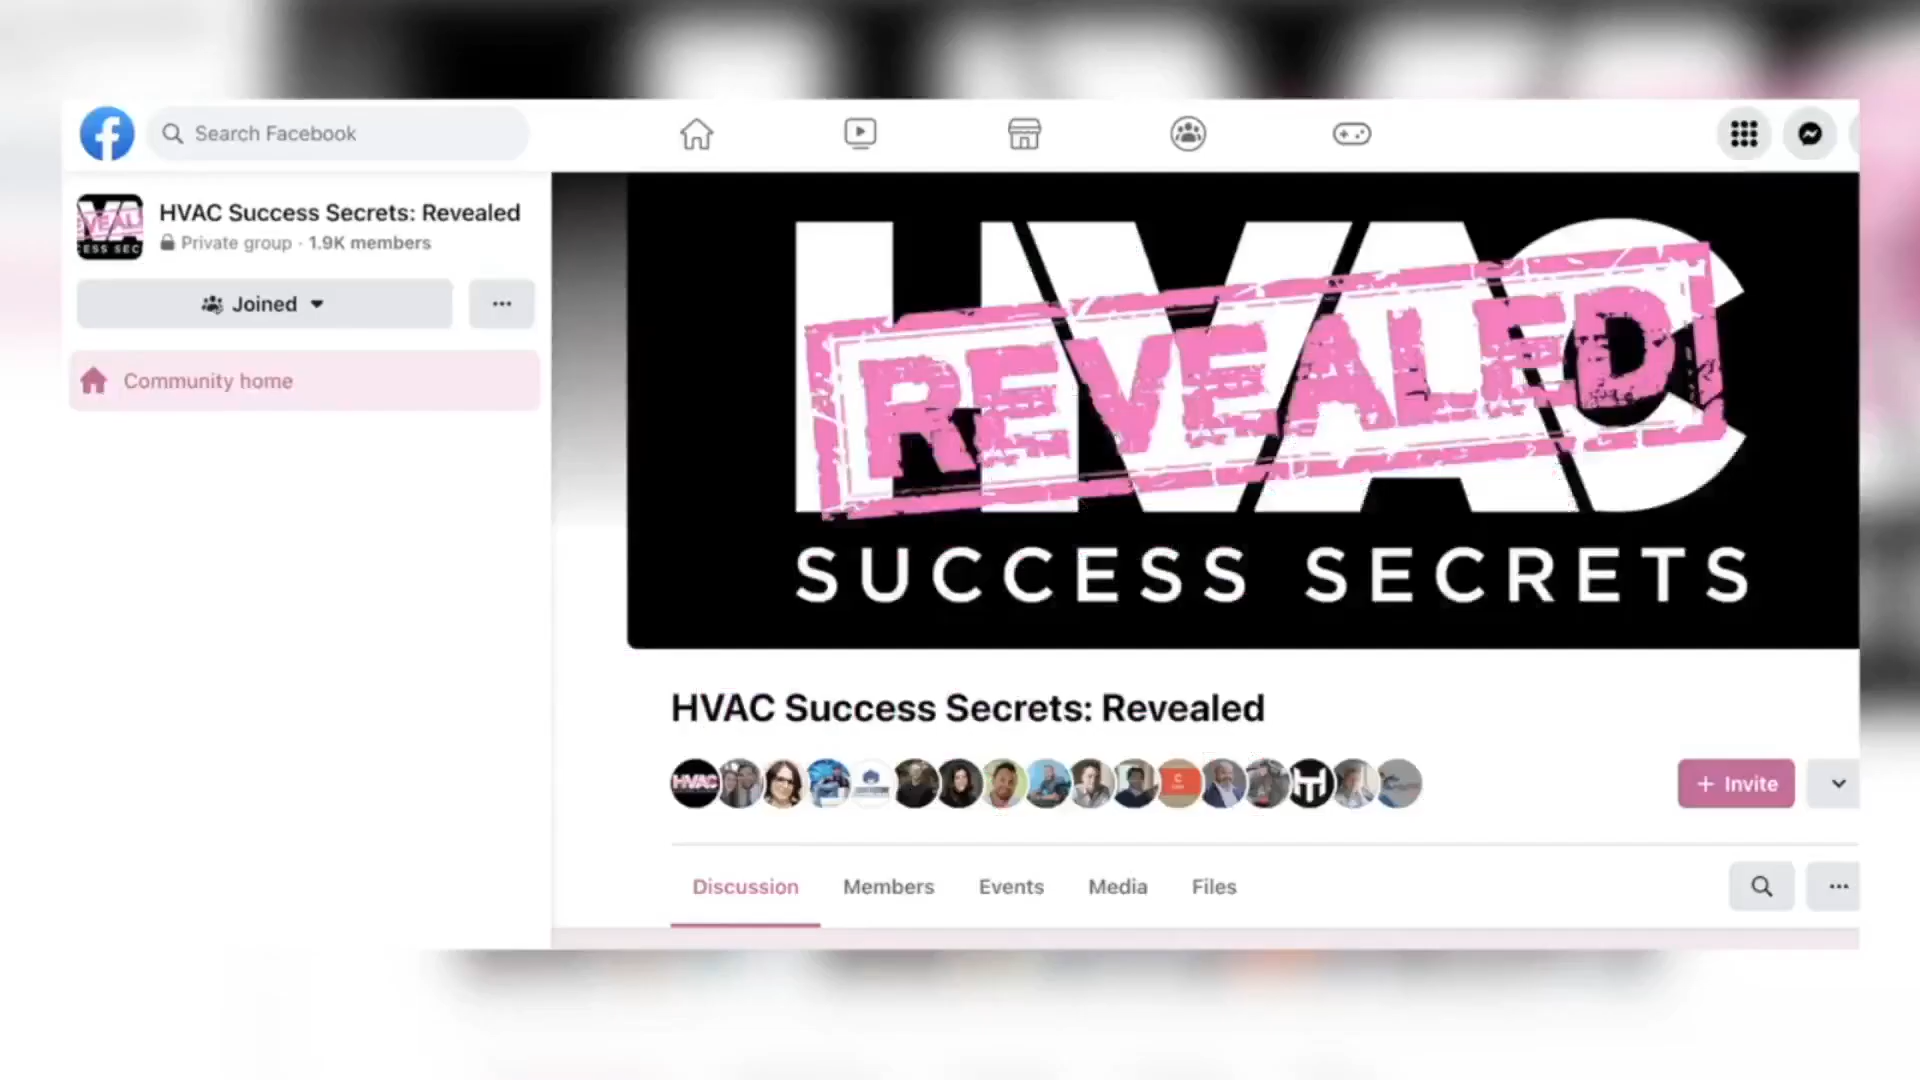 Search Facebook
HVAC Success Secrets: Revealed
Private group · 1.9K members
Joined
Community home
HVAC
REVEALED
SUCCESS SECRETS
HVAC Success Secrets: Revealed
HVAC
+ Invite
Discussion Members Events Media Files